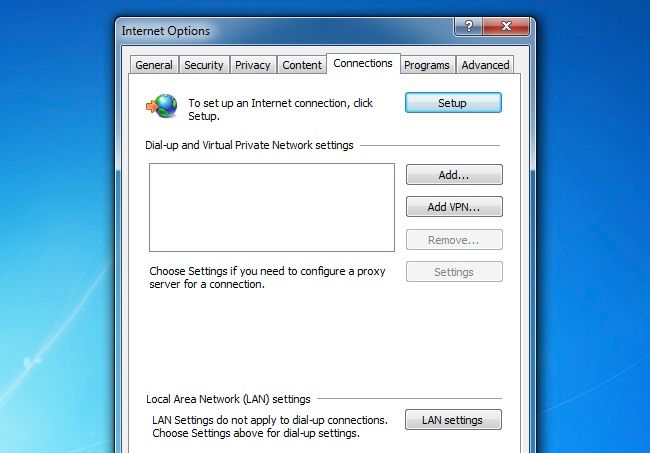 Internet Options
?
General Security Privacy Content Connections Programs Advanced
To set up an Internet connection, click
Setup.
Setup
Dial-up and Virtual Private Network settings
Add...
Add VPN...
Remove...
Choose Settings if you need to configure a proxy
server for a connection.
Settings
Local Area Network (LAN) settings
LAN Settings do not apply to dial-up connections.
Choose Settings above for dial-up settings.
LAN settings